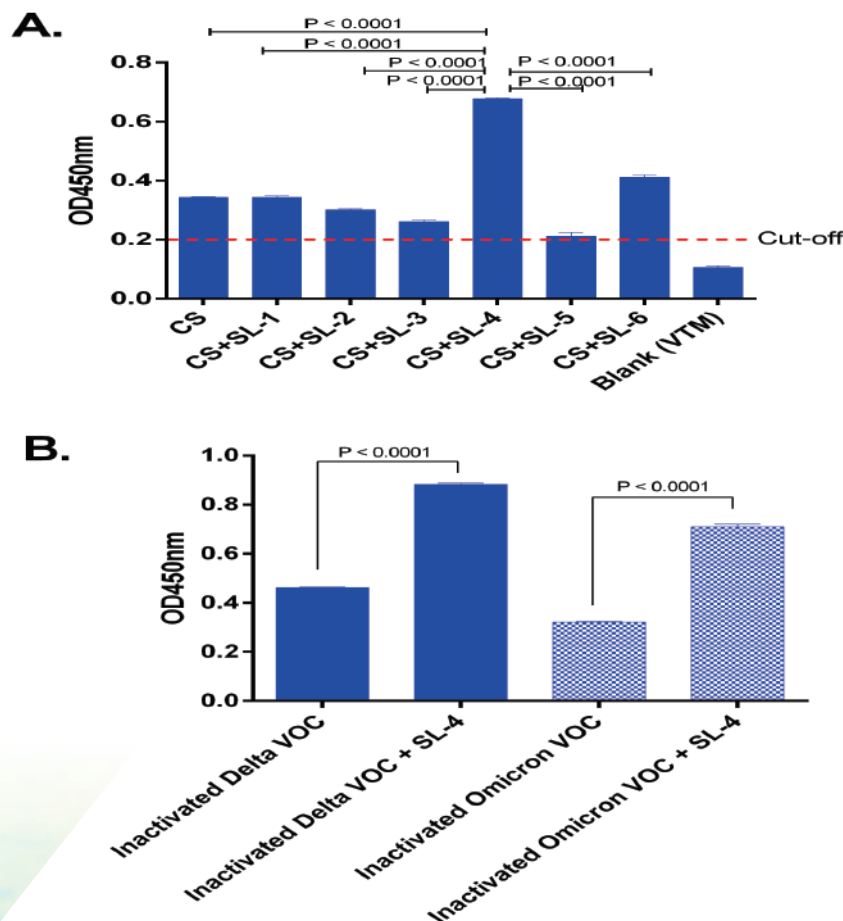 A.
P < 0.0001
P < 0.0001
P < 0.0001 P < 0.0001
P < 0.0001 P < 0.0001
0.8
0.6
0.4
0.2
0.0
OD450nm
Cut-off
CS
CS+SL-1
CS+SL-2
CS+SL-3
CS+SL-4
CS+SL-5
CS+SL-6
Blank (VTM)
B.
P < 0.0001
P < 0.0001
1.0
0.8
0.6
0.4
0.2
0.0
OD450nm
Inactivated Delta VOC
Inactivated Delta VOC + SL-4
Inactivated Omicron VOC
Inactivated Omicron VOC + SL-4